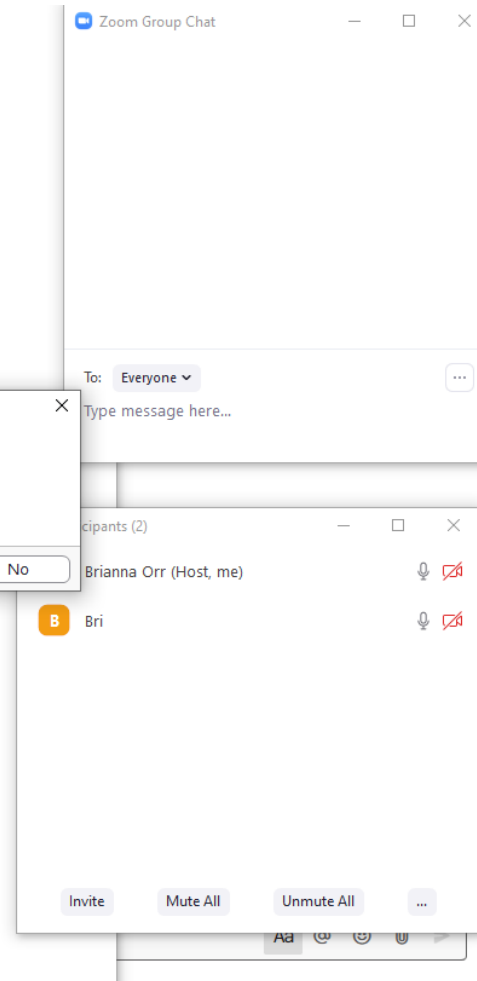 Zoom Group Chat
To: Everyone
...
Type message here...
cipants (2)
No
Brianna Orr (Host, me)
B Bri
Invite Mute All Unmute All ...
Aa @